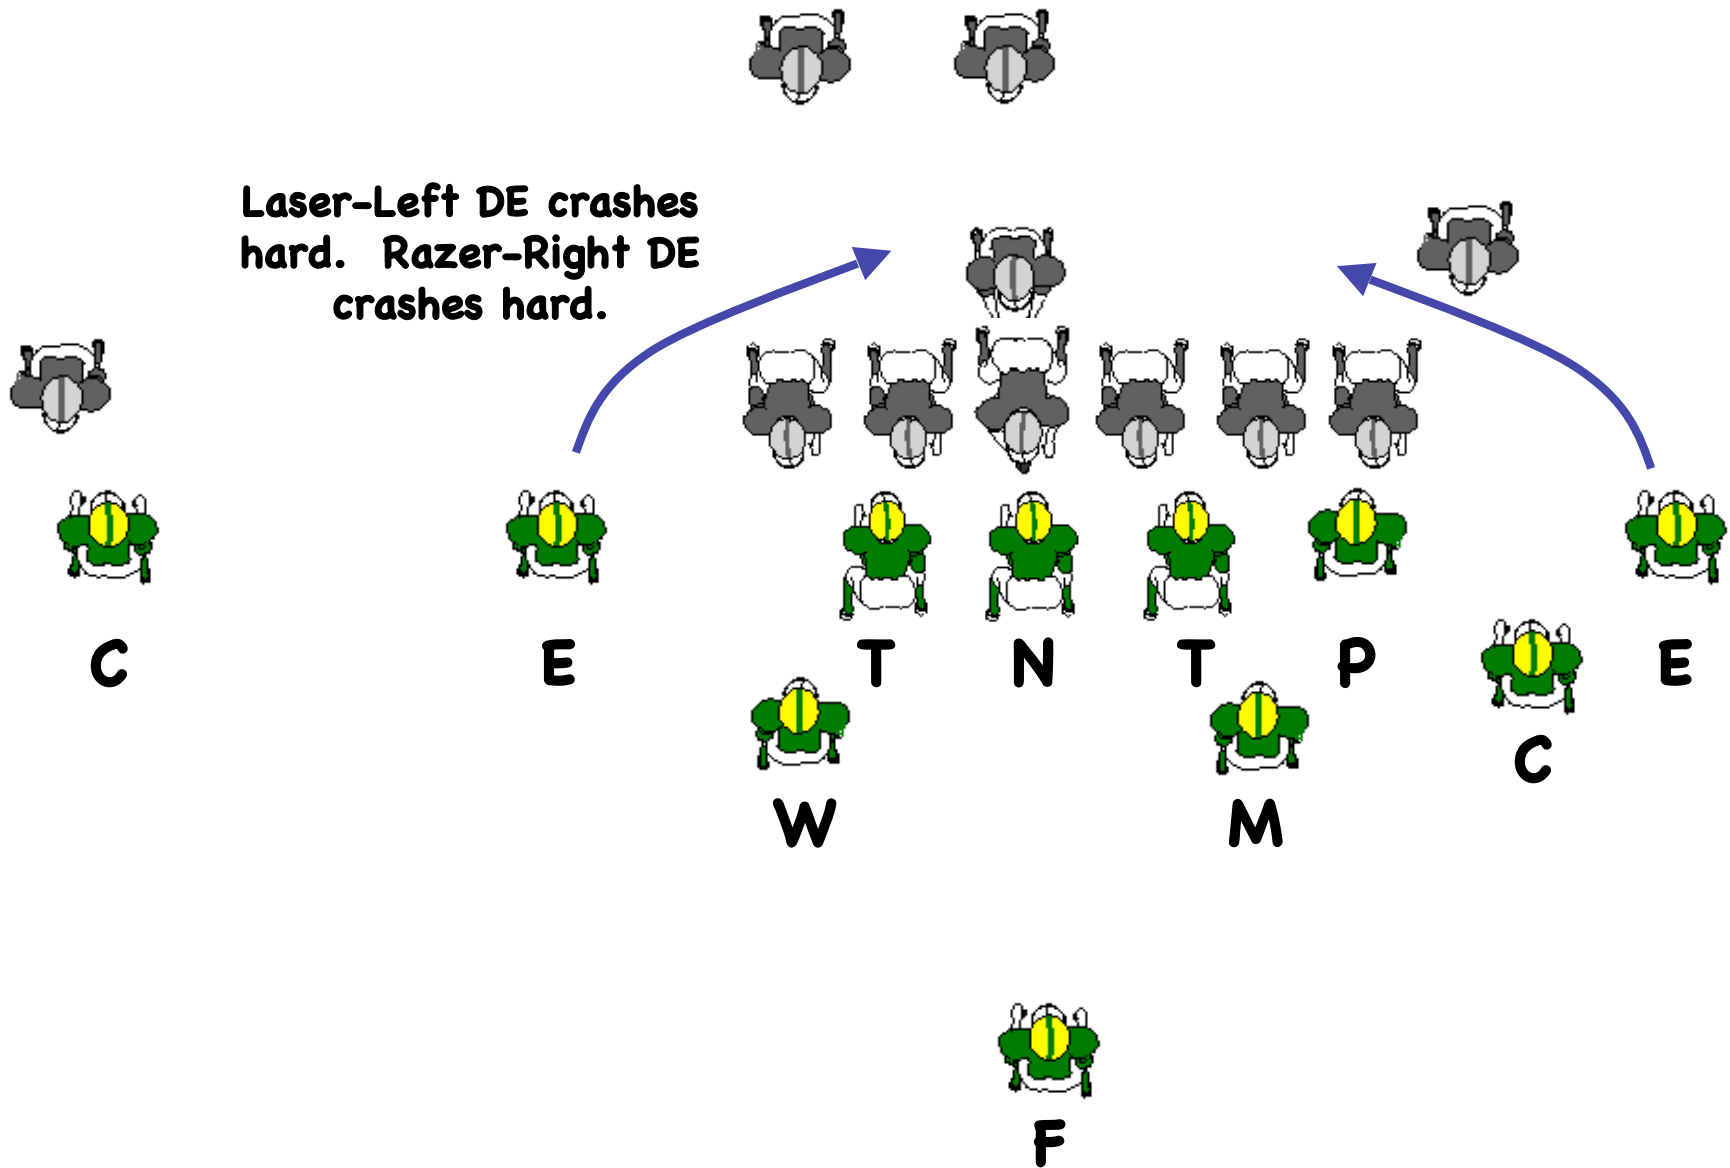 Laser-Left DE crashes
hard.  Razer-Right DE
crashes hard.
C
E
T
N
T
P
E
C
W
M
F